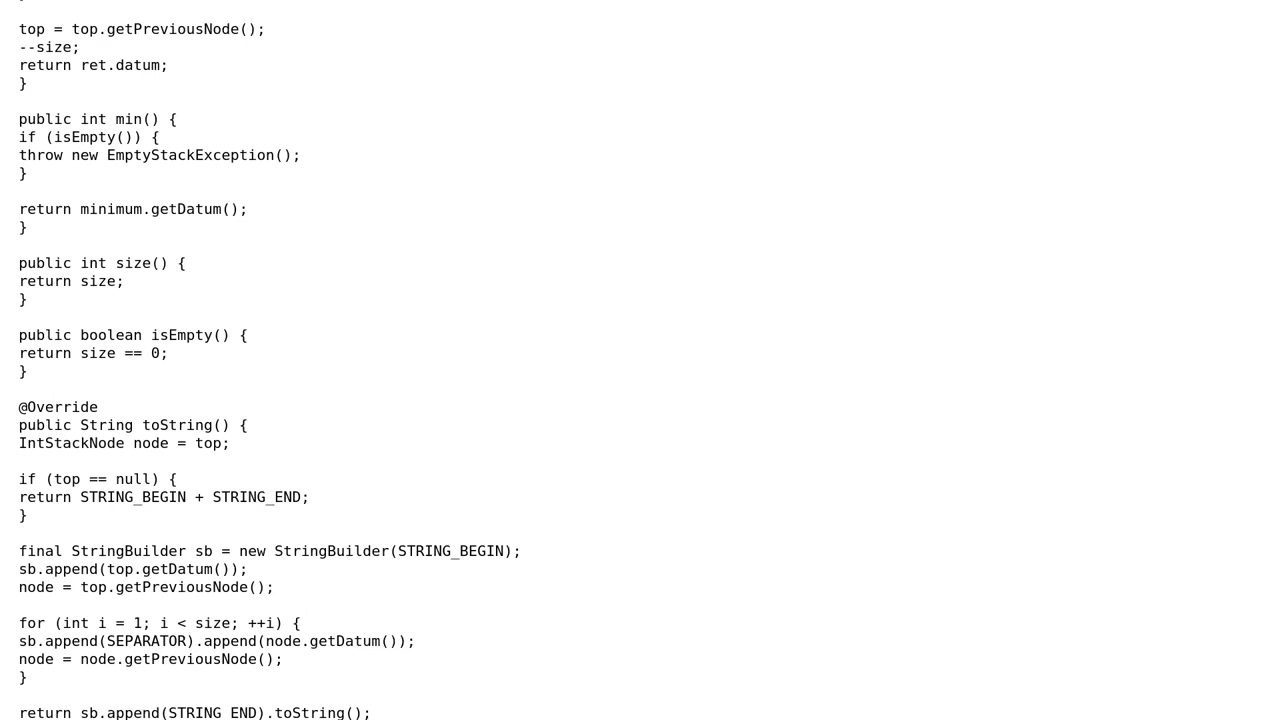 top = top.getPreviousNode();
--size;
return ret.datum;
}
public int min() {
if (isEmpty()) {
throw new EmptyStackException();
}
return minimum.getDatum();
}
public int size() {
return size;
}
public boolean isEmpty() {
return size == 0;
}
@Override
public String toString() {
IntStackNode node = top;
if (top == null) {
return STRING_BEGIN + STRING_END;
}
final StringBuilder sb = new StringBuilder(STRING_BEGIN);
sb.append(top.getDatum());
node = top.getPreviousNode();
for (int i = 1; i < size; ++i) {
sb.append(SEPARATOR).append(node.getDatum());
node = node.getPreviousNode();
}
return sb.append(STRING_END).toString();